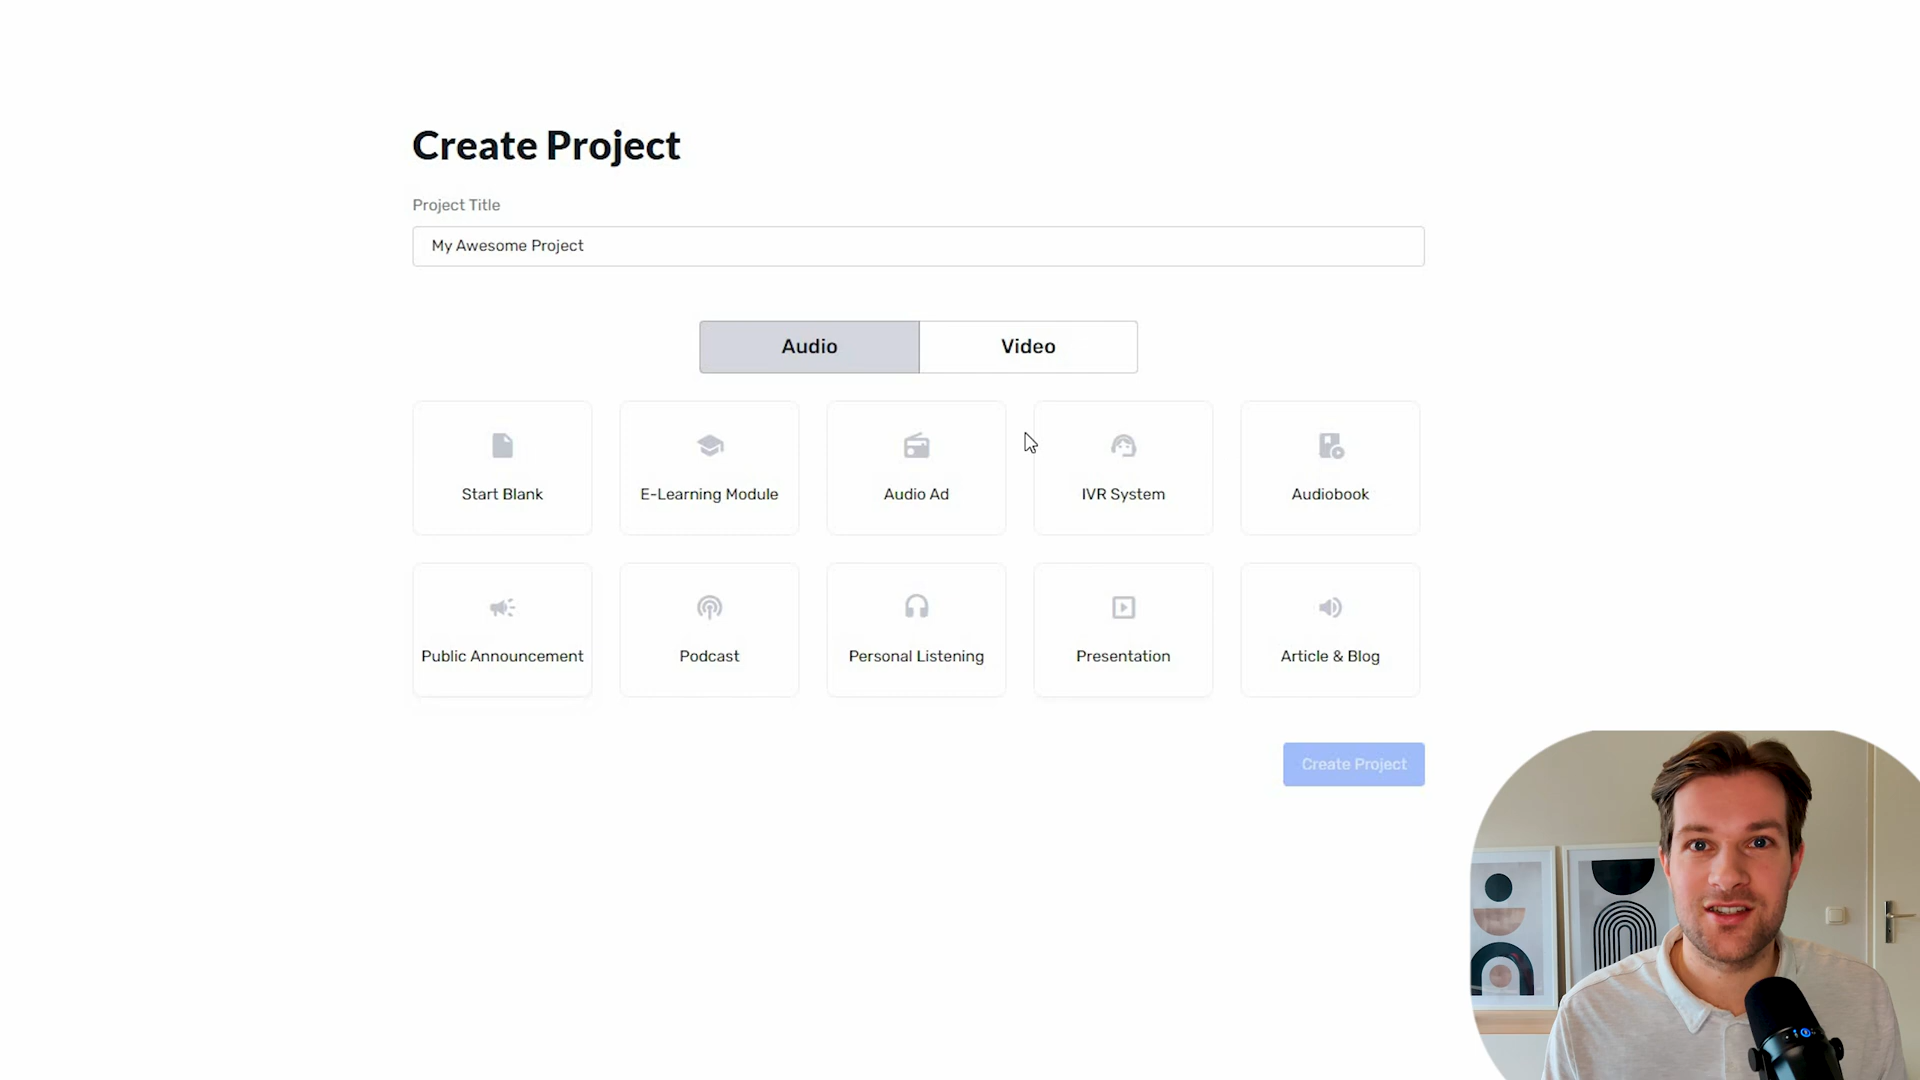 Create Project
Project Title
My Awesome Project
Audio Video
Start Blank E-Learning Module Audio Ad IVR System Audiobook
Public Announcement Podcast Personal Listening Presentation Article & Blog
Create Project